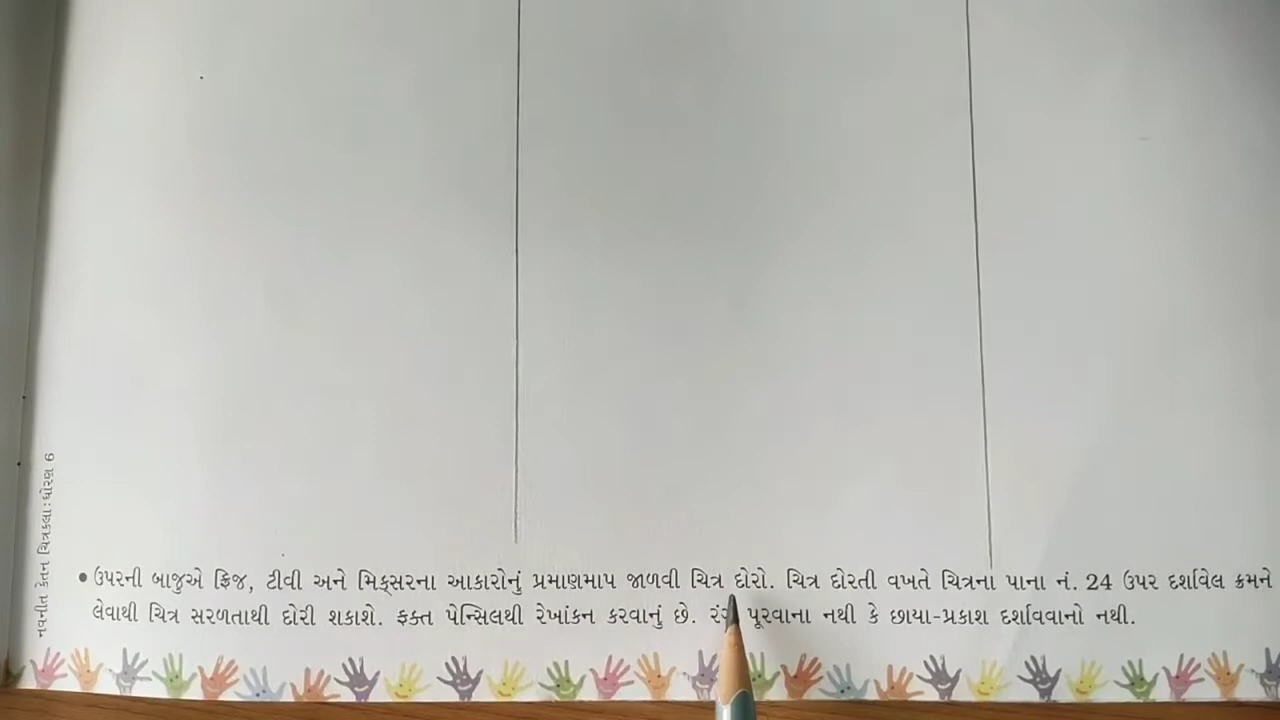 • ઉપરની બાજુએ ફ્રિજ, ટીવી અને મિક્સરના આકારોનું પ્રમાણમાપ જાળવી ચિત્ર દોરો. ચિત્ર દોરતી વખતે ચિત્રના પાના નં. 24 ઉપર દર્શાવેલ ક્રમને
લેવાથી ચિત્ર સરળતાથી દોરી શકાશે. ફક્ત પેન્સિલથી રેખાંકન કરવાનું છે. પૂરવાના નથી કે છાયા-પ્રકાશ દર્શાવવાનો નથી.
નવનીત કેતન ચિત્રકલા : ધોરણ 6